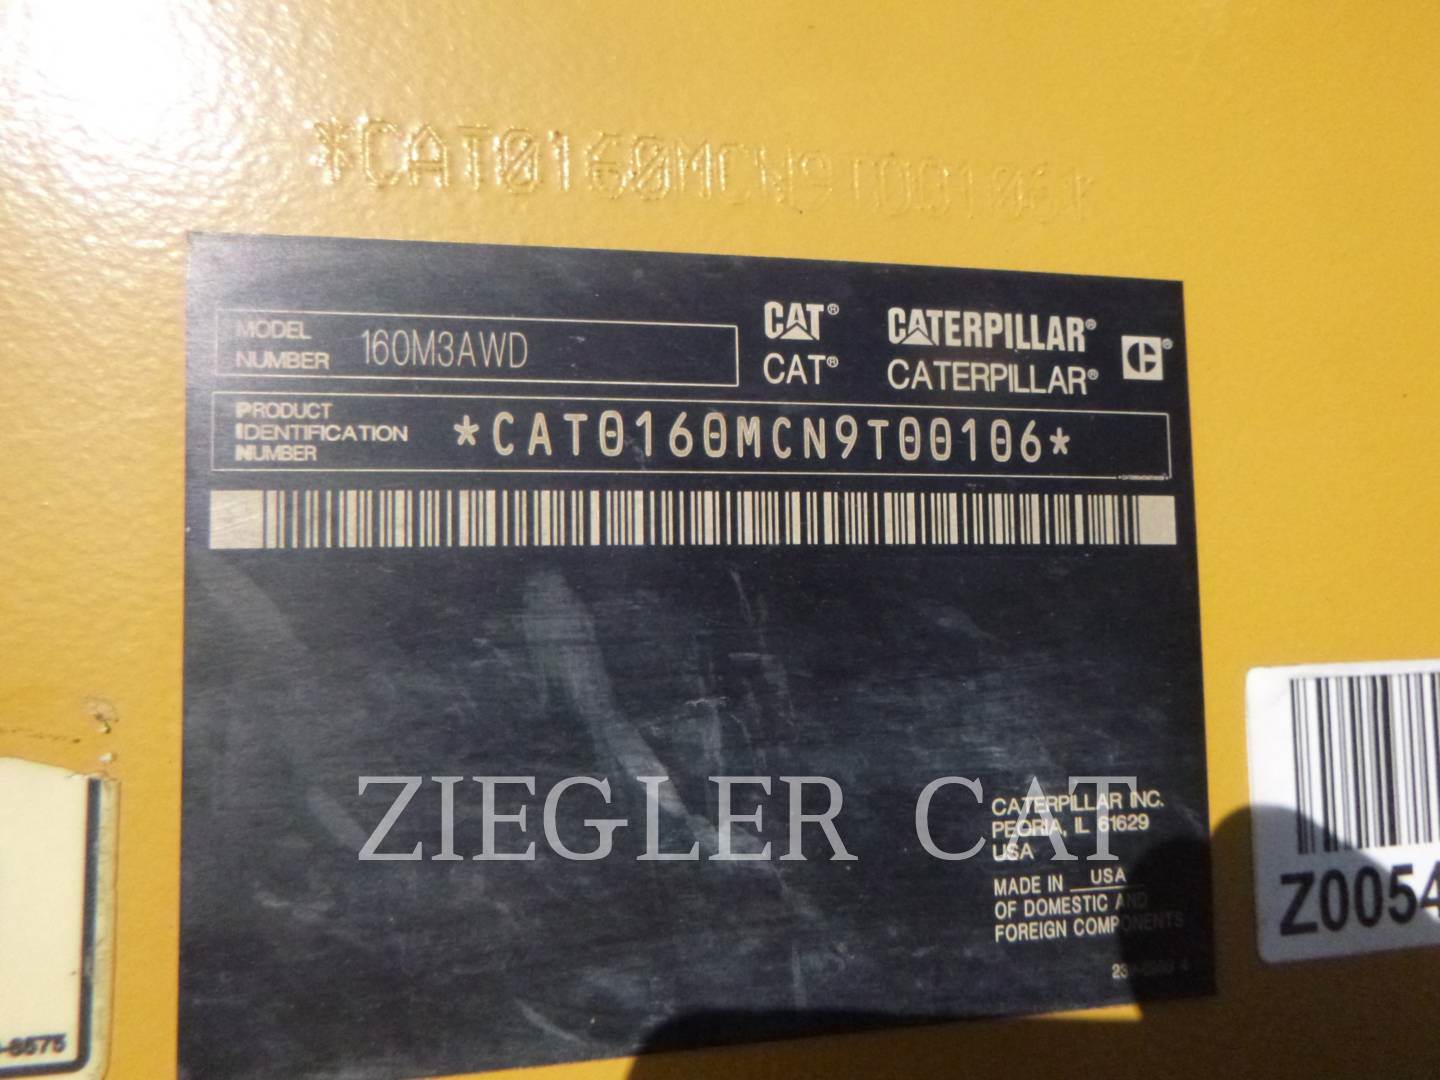 *CAT0160MCN9T00106*
MODEL NUMBER 160M3AWD
CAT® CATERPILLAR®
CAT® CATERPILLAR®
PRODUCT IDENTIFICATION NUMBER *CAT0160MCN9T00106*
ZIEGLER CAT
CATERPILLAR INC.
PEORIA, IL 61629
USA
MADE IN USA
OF DOMESTIC AND
FOREIGN COMPONENTS
Z0054
-8575